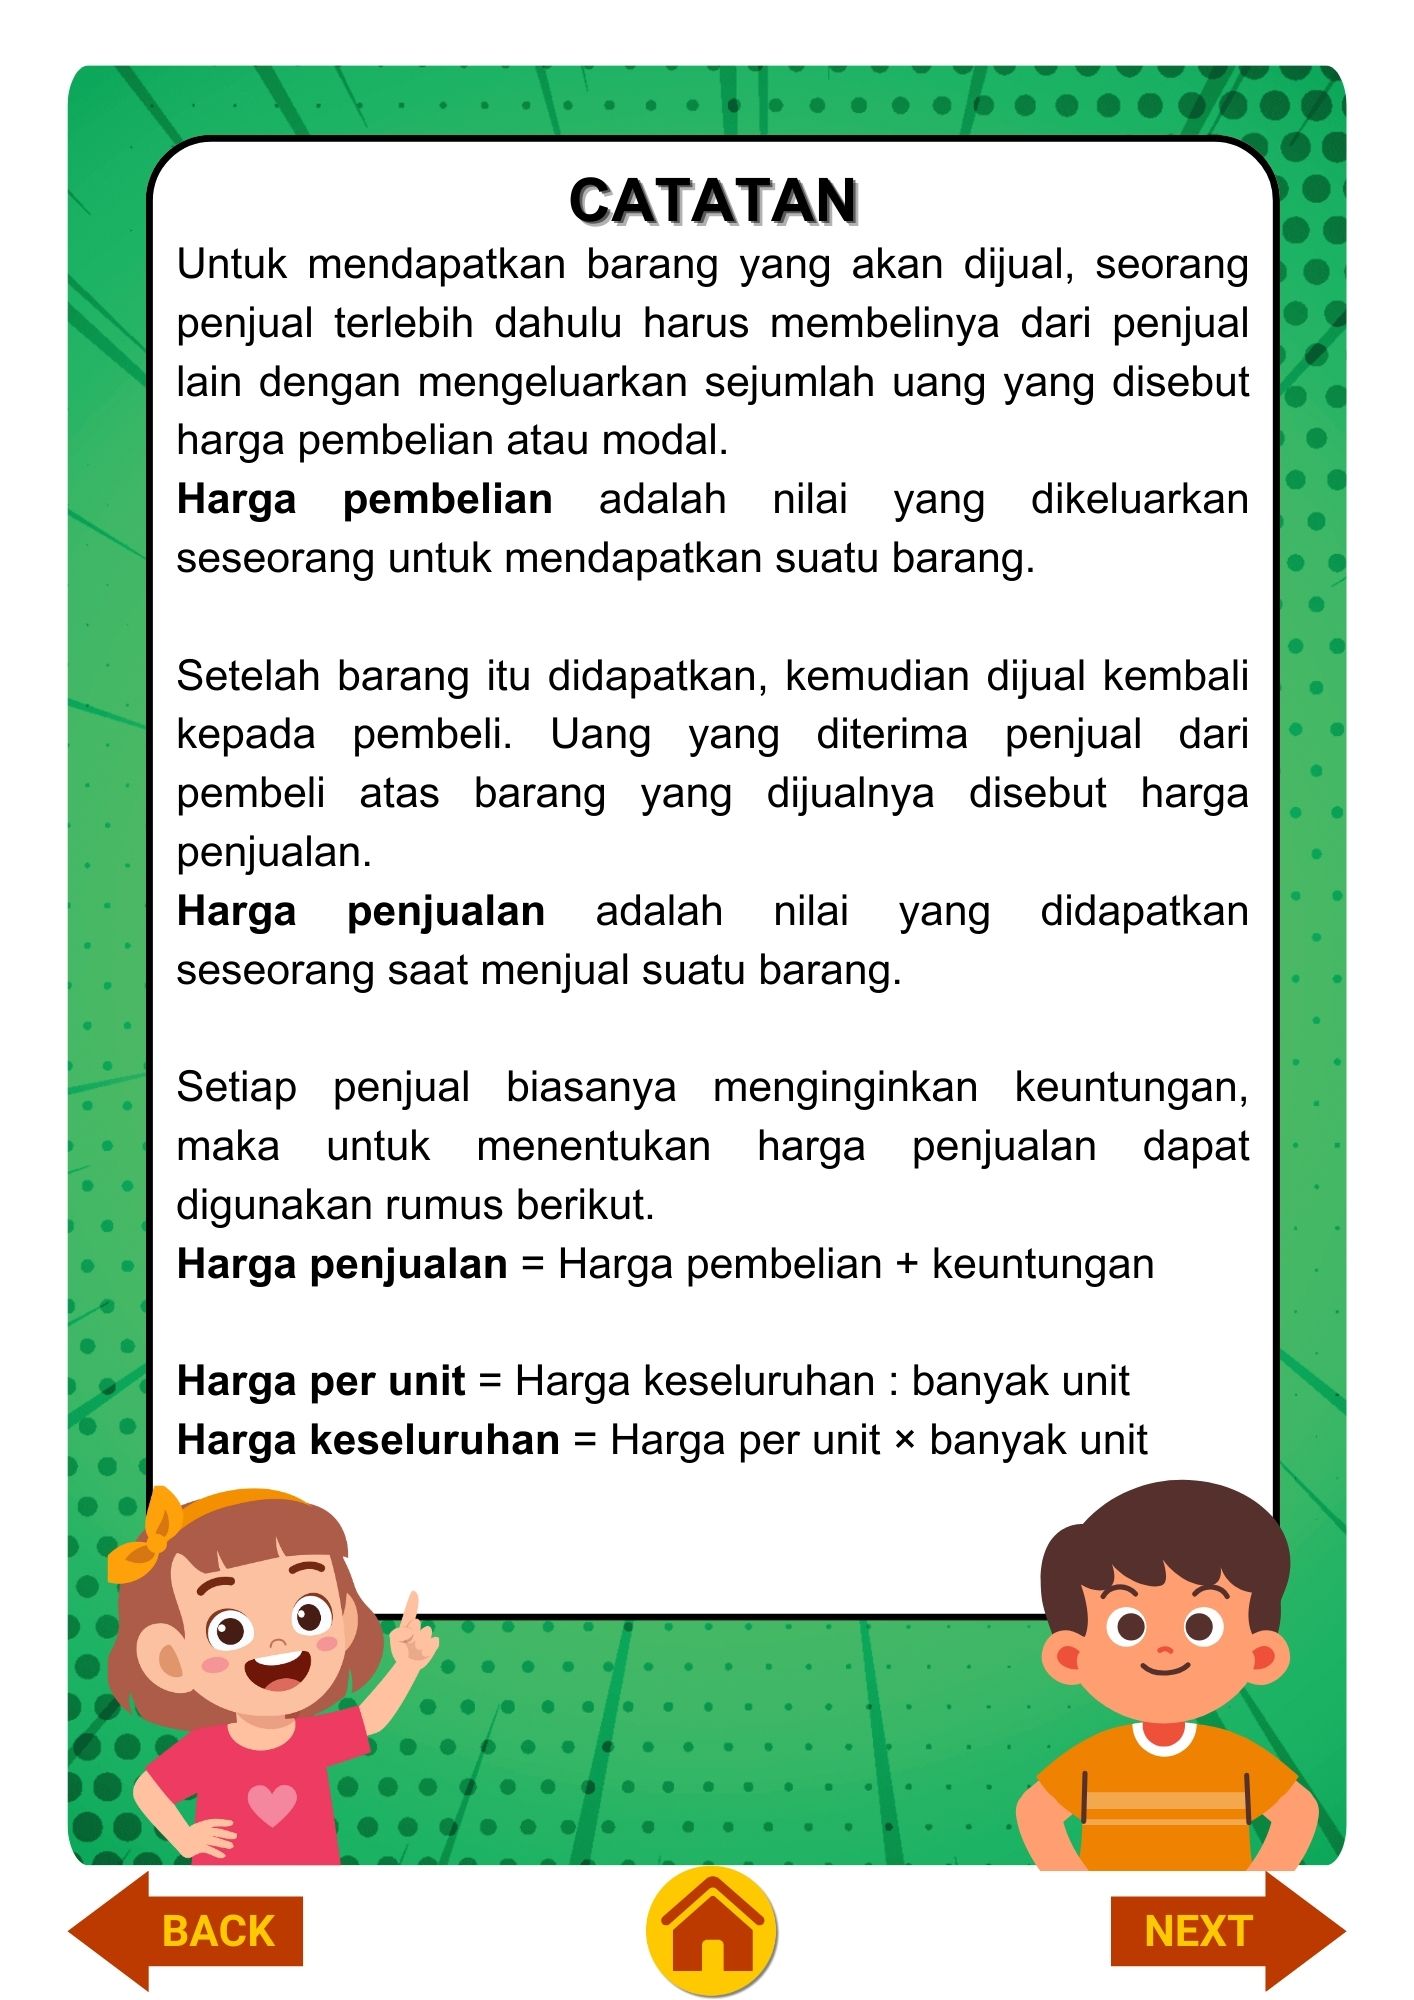 CATATAN
Untuk mendapatkan barang yang akan dijual, seorang
penjual terlebih dahulu harus membelinya dari penjual
lain dengan mengeluarkan sejumlah uang yang disebut
harga pembelian atau modal.
Harga pembelian adalah nilai yang dikeluarkan
seseorang untuk mendapatkan suatu barang.
Setelah barang itu didapatkan, kemudian dijual kembali
kepada pembeli. Uang yang diterima penjual dari
pembeli atas barang yang dijualnya disebut harga
penjualan.
Harga penjualan adalah nilai yang didapatkan
seseorang saat menjual suatu barang.
Setiap penjual biasanya menginginkan keuntungan,
maka untuk menentukan harga penjualan dapat
digunakan rumus berikut.
Harga penjualan = Harga pembelian + keuntungan
Harga per unit = Harga keseluruhan : banyak unit
Harga keseluruhan = Harga per unit × banyak unit
BACK
NEXT